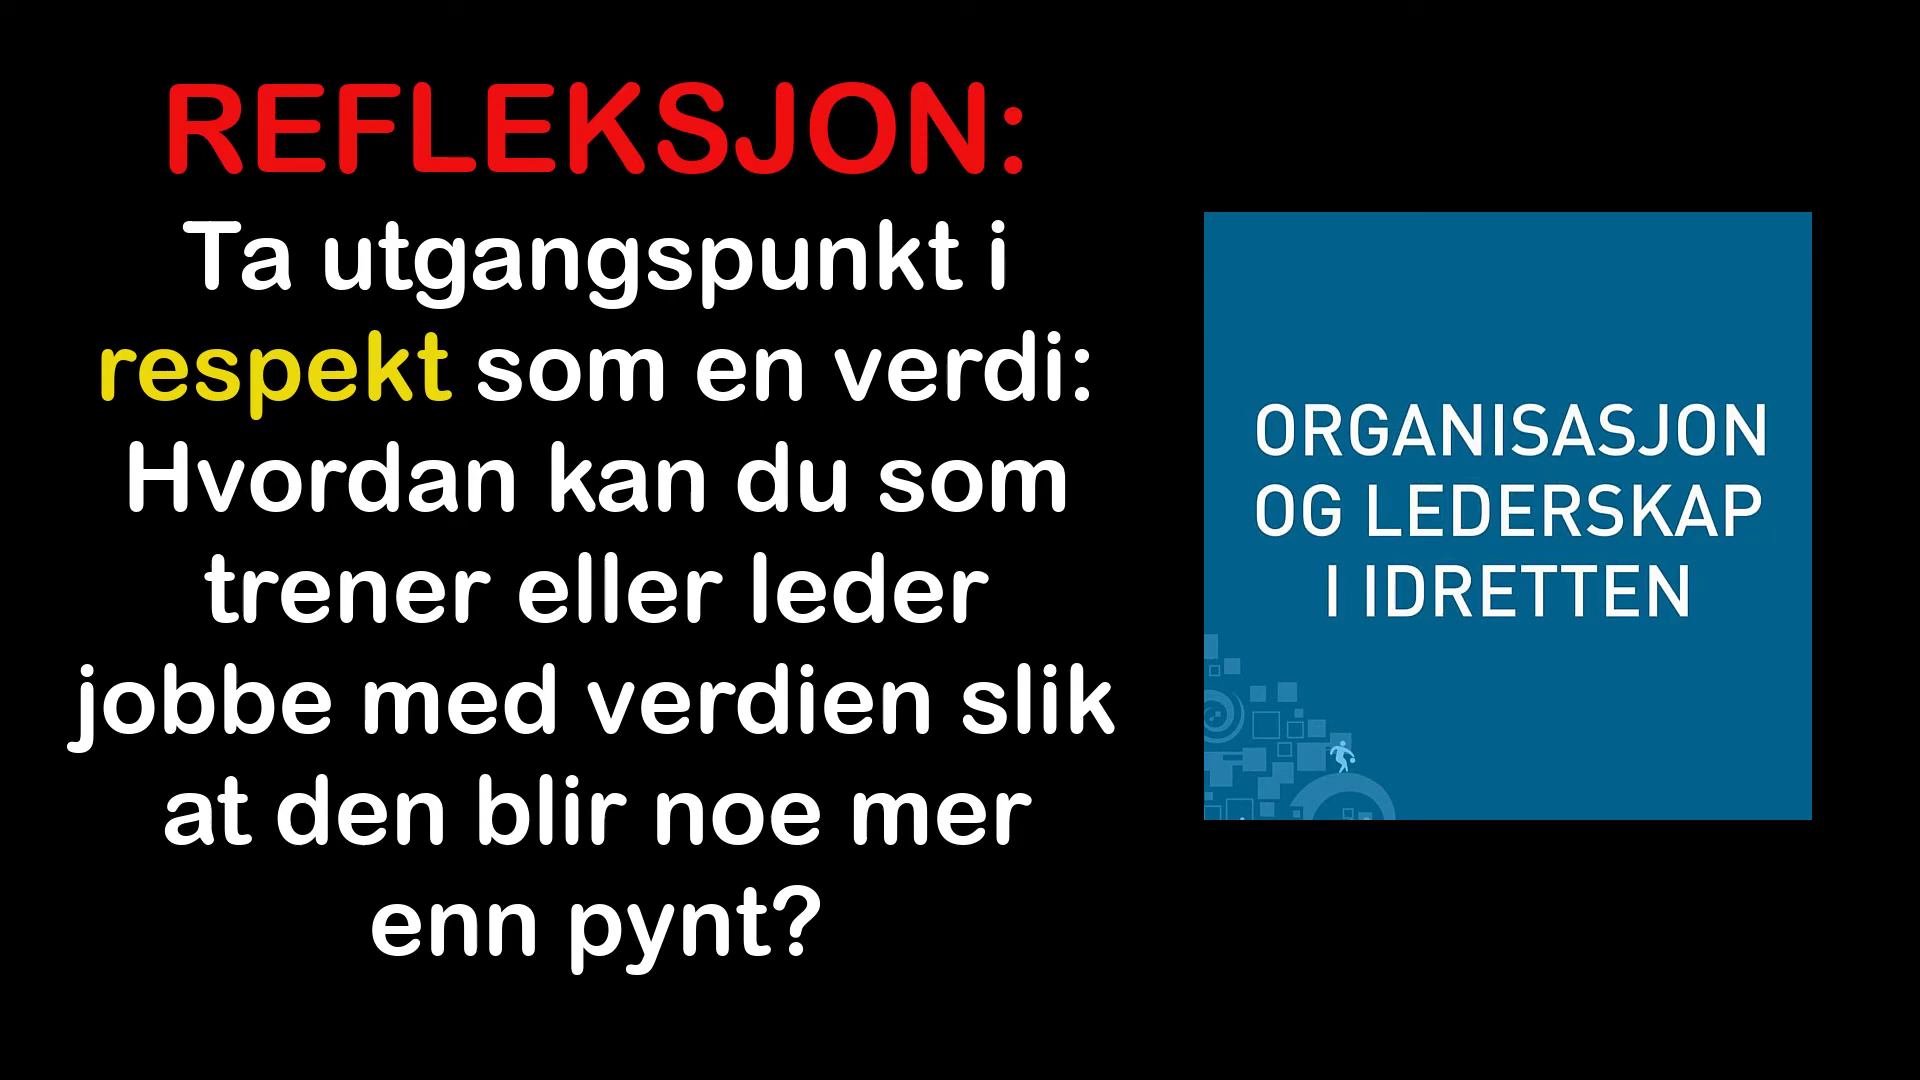 REFLEKSJON:
Ta utgangspunkt i
respekt som en verdi:
Hvordan kan du som
trener eller leder
jobbe med verdien slik
at den blir noe mer
enn pynt?
ORGANISASJON
OG LEDERSKAP
I IDRETTEN